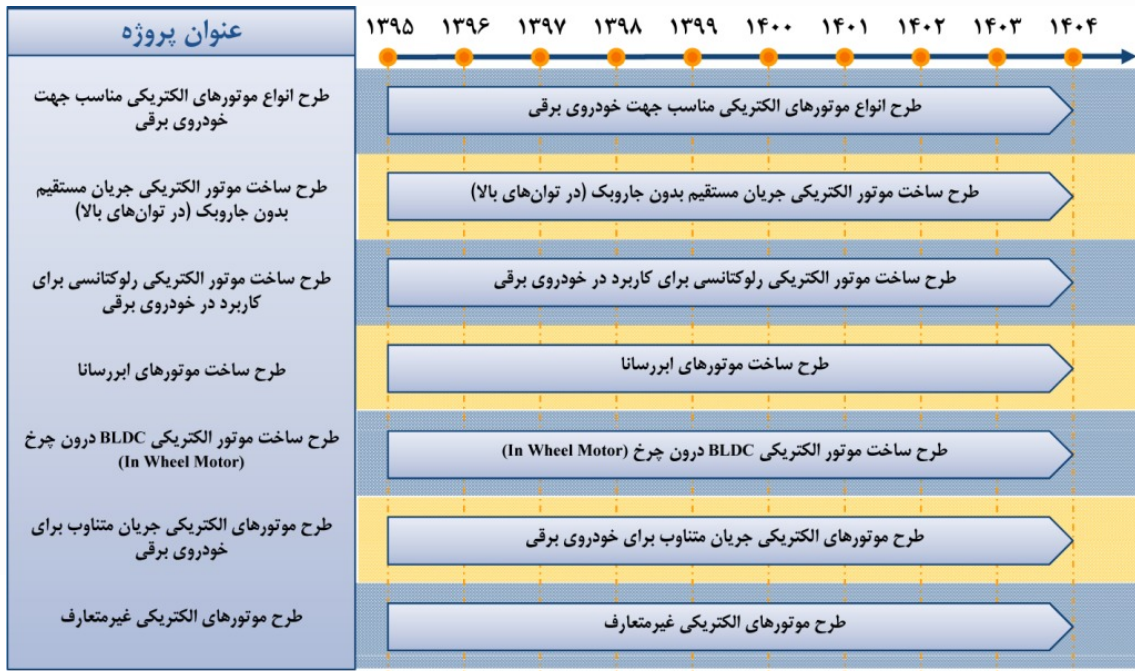 عنوان پروژه
۱۳۹۵ ۱۳۹۶ ۱۳۹۷ ۱۳۹۸ ۱۳۹۹ ۱۴۰۰ ۱۴۰۱ ۱۴۰۲ ۱۴۰۳ ۱۴۰۴
طرح انواع موتورهای الکتریکی مناسب جهت
خودروی برقی
طرح انواع موتورهای الکتریکی مناسب جهت خودروی برقی
طرح ساخت موتور الکتریکی جریان مستقیم
بدون جاروبک (در توان‌های بالا)
طرح ساخت موتور الکتریکی جریان مستقیم بدون جاروبک (در توان‌های بالا)
طرح ساخت موتور الکتریکی رلوکتانسی برای
کاربرد در خودروی برقی
طرح ساخت موتور الکتریکی رلوکتانسی برای کاربرد در خودروی برقی
طرح ساخت موتورهای ابررسانا
طرح ساخت موتورهای ابررسانا
طرح ساخت موتور الکتریکی BLDC درون چرخ
(In Wheel Motor)
طرح ساخت موتور الکتریکی BLDC درون چرخ (In Wheel Motor)
طرح موتورهای الکتریکی جریان متناوب برای
خودروی برقی
طرح موتورهای الکتریکی جریان متناوب برای خودروی برقی
طرح موتورهای الکتریکی غیرمتعارف
طرح موتورهای الکتریکی غیرمتعارف